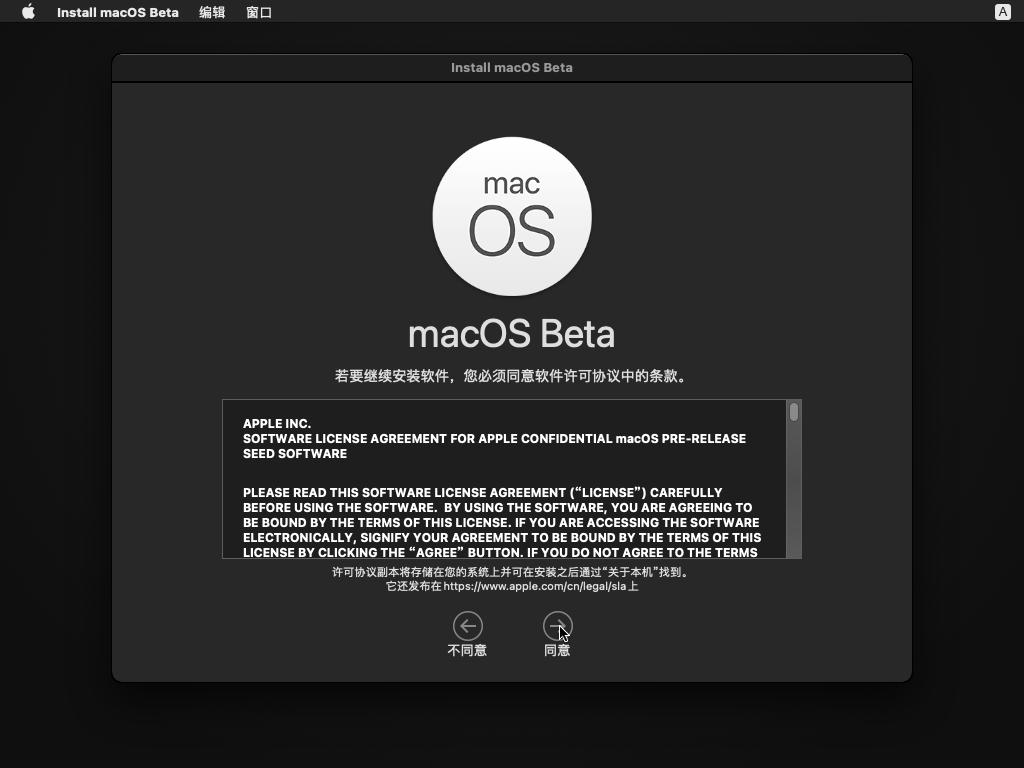 Install macOS Beta 编辑 窗口 A
Install macOS Beta
mac
OS
macOS Beta
若要继续安装软件，您必须同意软件许可协议中的条款。
APPLE INC.
SOFTWARE LICENSE AGREEMENT FOR APPLE CONFIDENTIAL macOS PRE-RELEASE
SEED SOFTWARE
PLEASE READ THIS SOFTWARE LICENSE AGREEMENT (“LICENSE”) CAREFULLY
BEFORE USING THE SOFTWARE.  BY USING THE SOFTWARE, YOU ARE AGREEING TO
BE BOUND BY THE TERMS OF THIS LICENSE. IF YOU ARE ACCESSING THE SOFTWARE
ELECTRONICALLY, SIGNIFY YOUR AGREEMENT TO BE BOUND BY THE TERMS OF THIS
LICENSE BY CLICKING THE “AGREE” BUTTON. IF YOU DO NOT AGREE TO THE TERMS
许可协议副本将存储在您的系统上并可在安装之后通过“关于本机”找到。
它还发布在 https://www.apple.com/cn/legal/sla 上
不同意 同意